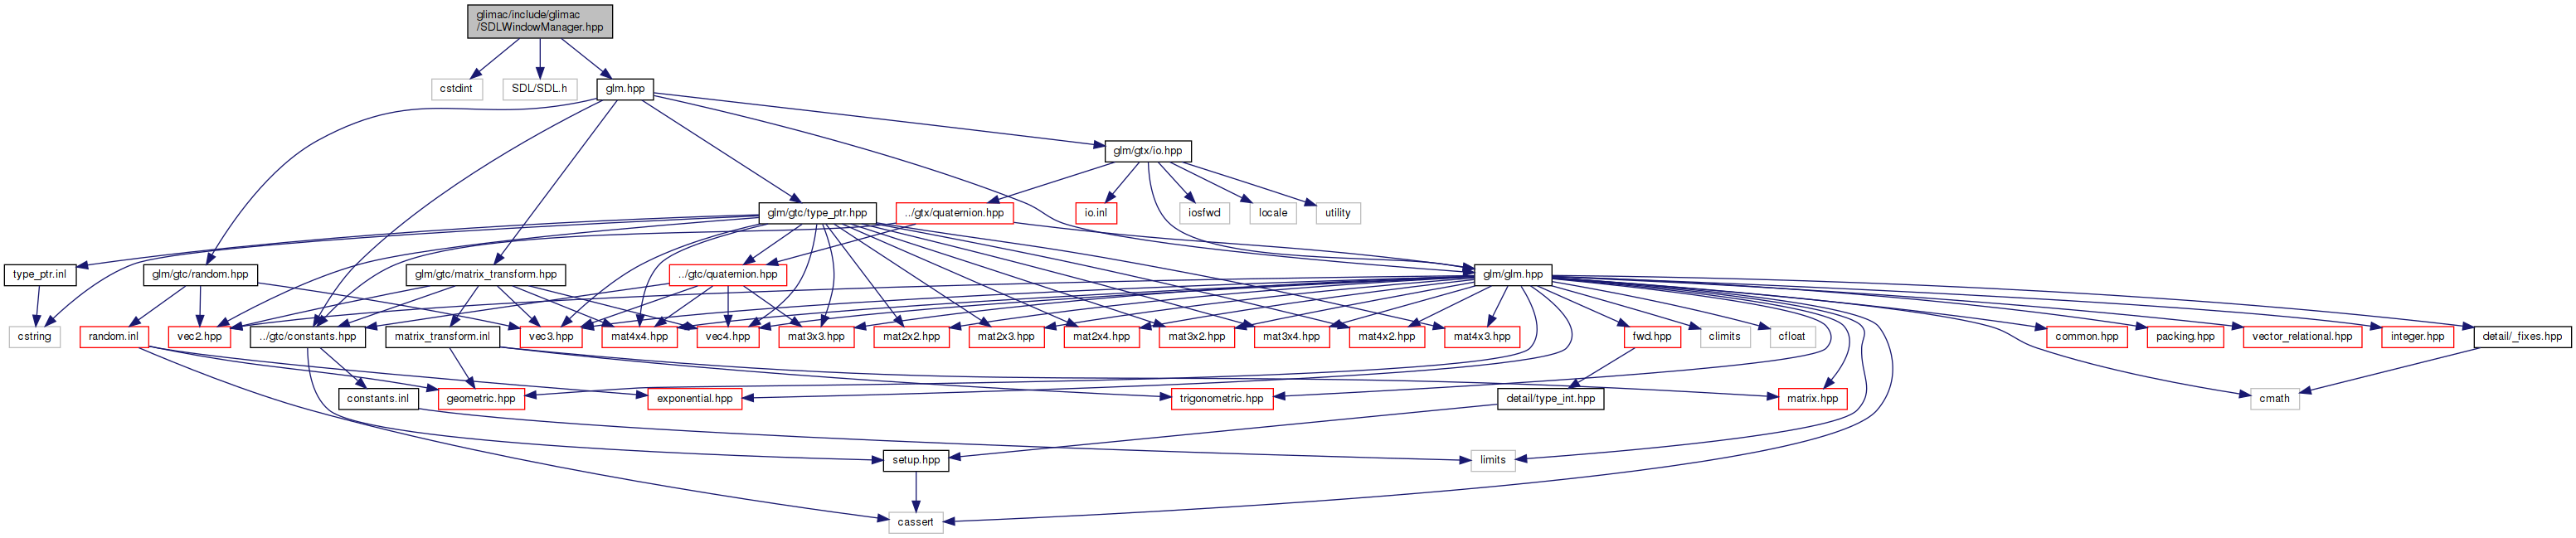 glimac/include/glimac
/SDLWindowManager.hpp
cstdint
SDL/SDL.h
glm.hpp
glm/gtx/io.hpp
glm/gtc/type_ptr.hpp
../gtx/quaternion.hpp
io.inl
iosfwd
locale
utility
type_ptr.inl
glm/gtc/random.hpp
glm/gtc/matrix_transform.hpp
../gtc/quaternion.hpp
glm/glm.hpp
cstring
random.inl
vec2.hpp
../gtc/constants.hpp
matrix_transform.inl
vec3.hpp
mat4x4.hpp
vec4.hpp
mat3x3.hpp
mat2x2.hpp
mat2x3.hpp
mat2x4.hpp
mat3x2.hpp
mat3x4.hpp
mat4x2.hpp
mat4x3.hpp
fwd.hpp
climits
cfloat
common.hpp
packing.hpp
vector_relational.hpp
integer.hpp
detail/_fixes.hpp
constants.inl
geometric.hpp
exponential.hpp
trigonometric.hpp
detail/type_int.hpp
matrix.hpp
cmath
setup.hpp
limits
cassert